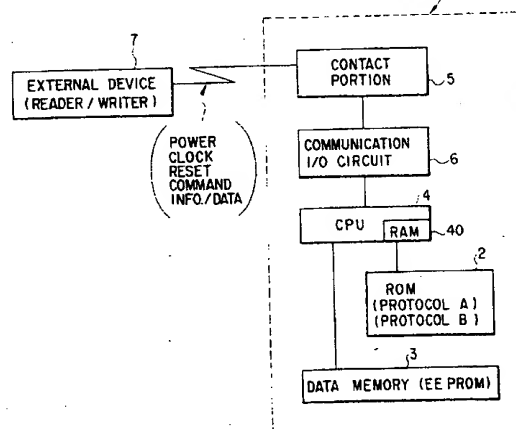 7
EXTERNAL DEVICE
(READER / WRITER)
(POWER
CLOCK
RESET
COMMAND
INFO./DATA)
CONTACT
PORTION
5
COMMUNICATION
I/O CIRCUIT
6
4
CPU
RAM
40
2
ROM
(PROTOCOL A)
(PROTOCOL B)
3
DATA MEMORY (EE PROM)